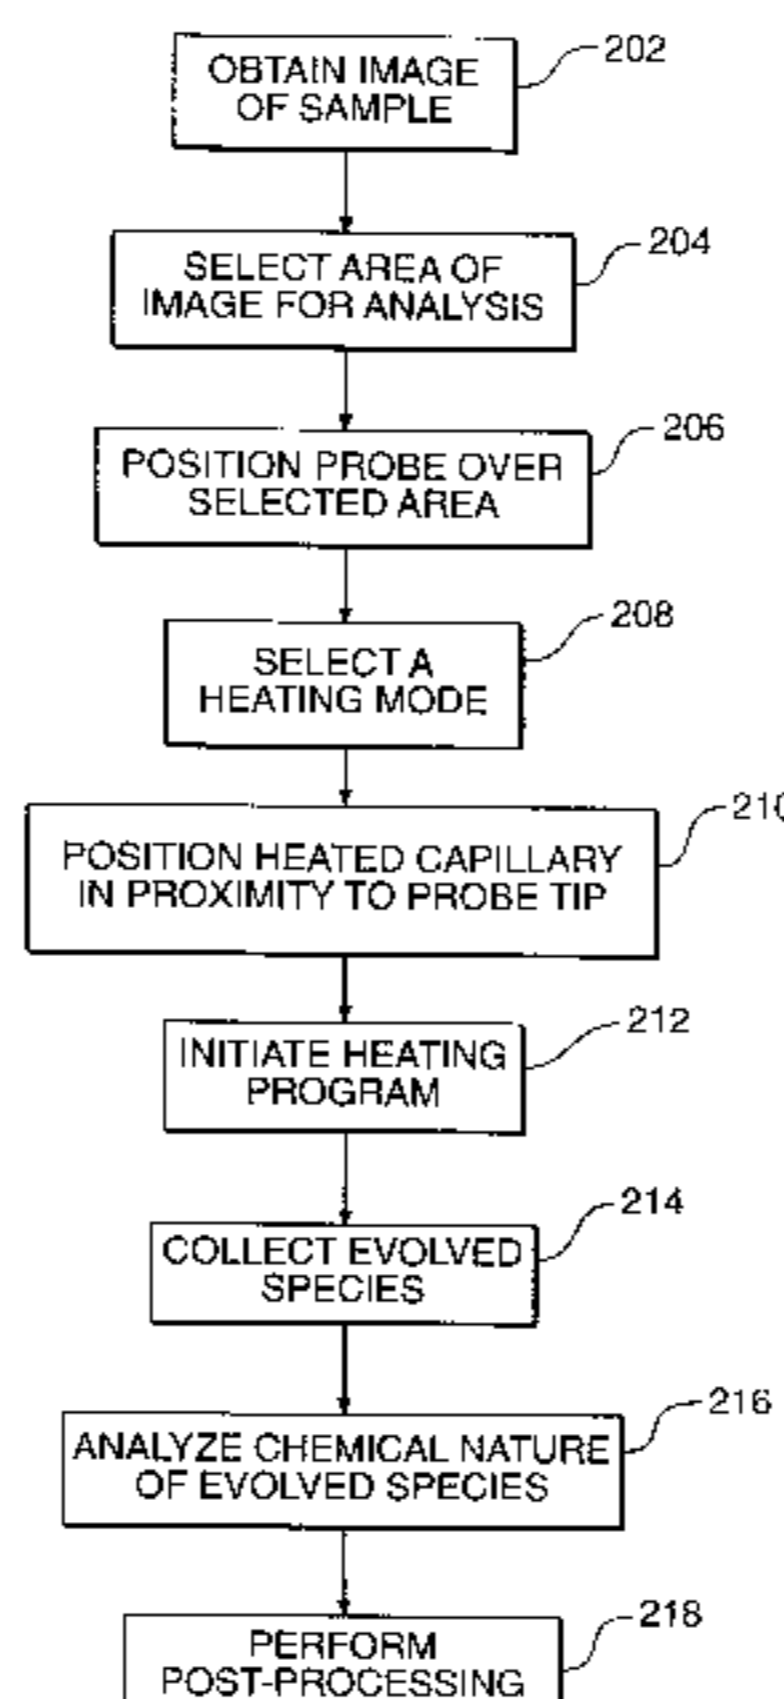 OBTAIN IMAGE
OF SAMPLE
202
SELECT AREA OF
IMAGE FOR ANALYSIS
204
POSITION PROBE OVER
SELECTED AREA
206
SELECT A
HEATING MODE
208
POSITION HEATED CAPILLARY
IN PROXIMITY TO PROBE TIP
210
INITIATE HEATING
PROGRAM
212
COLLECT EVOLVED
SPECIES
214
ANALYZE CHEMICAL NATURE
OF EVOLVED SPECIES
216
PERFORM
POST-PROCESSING
218